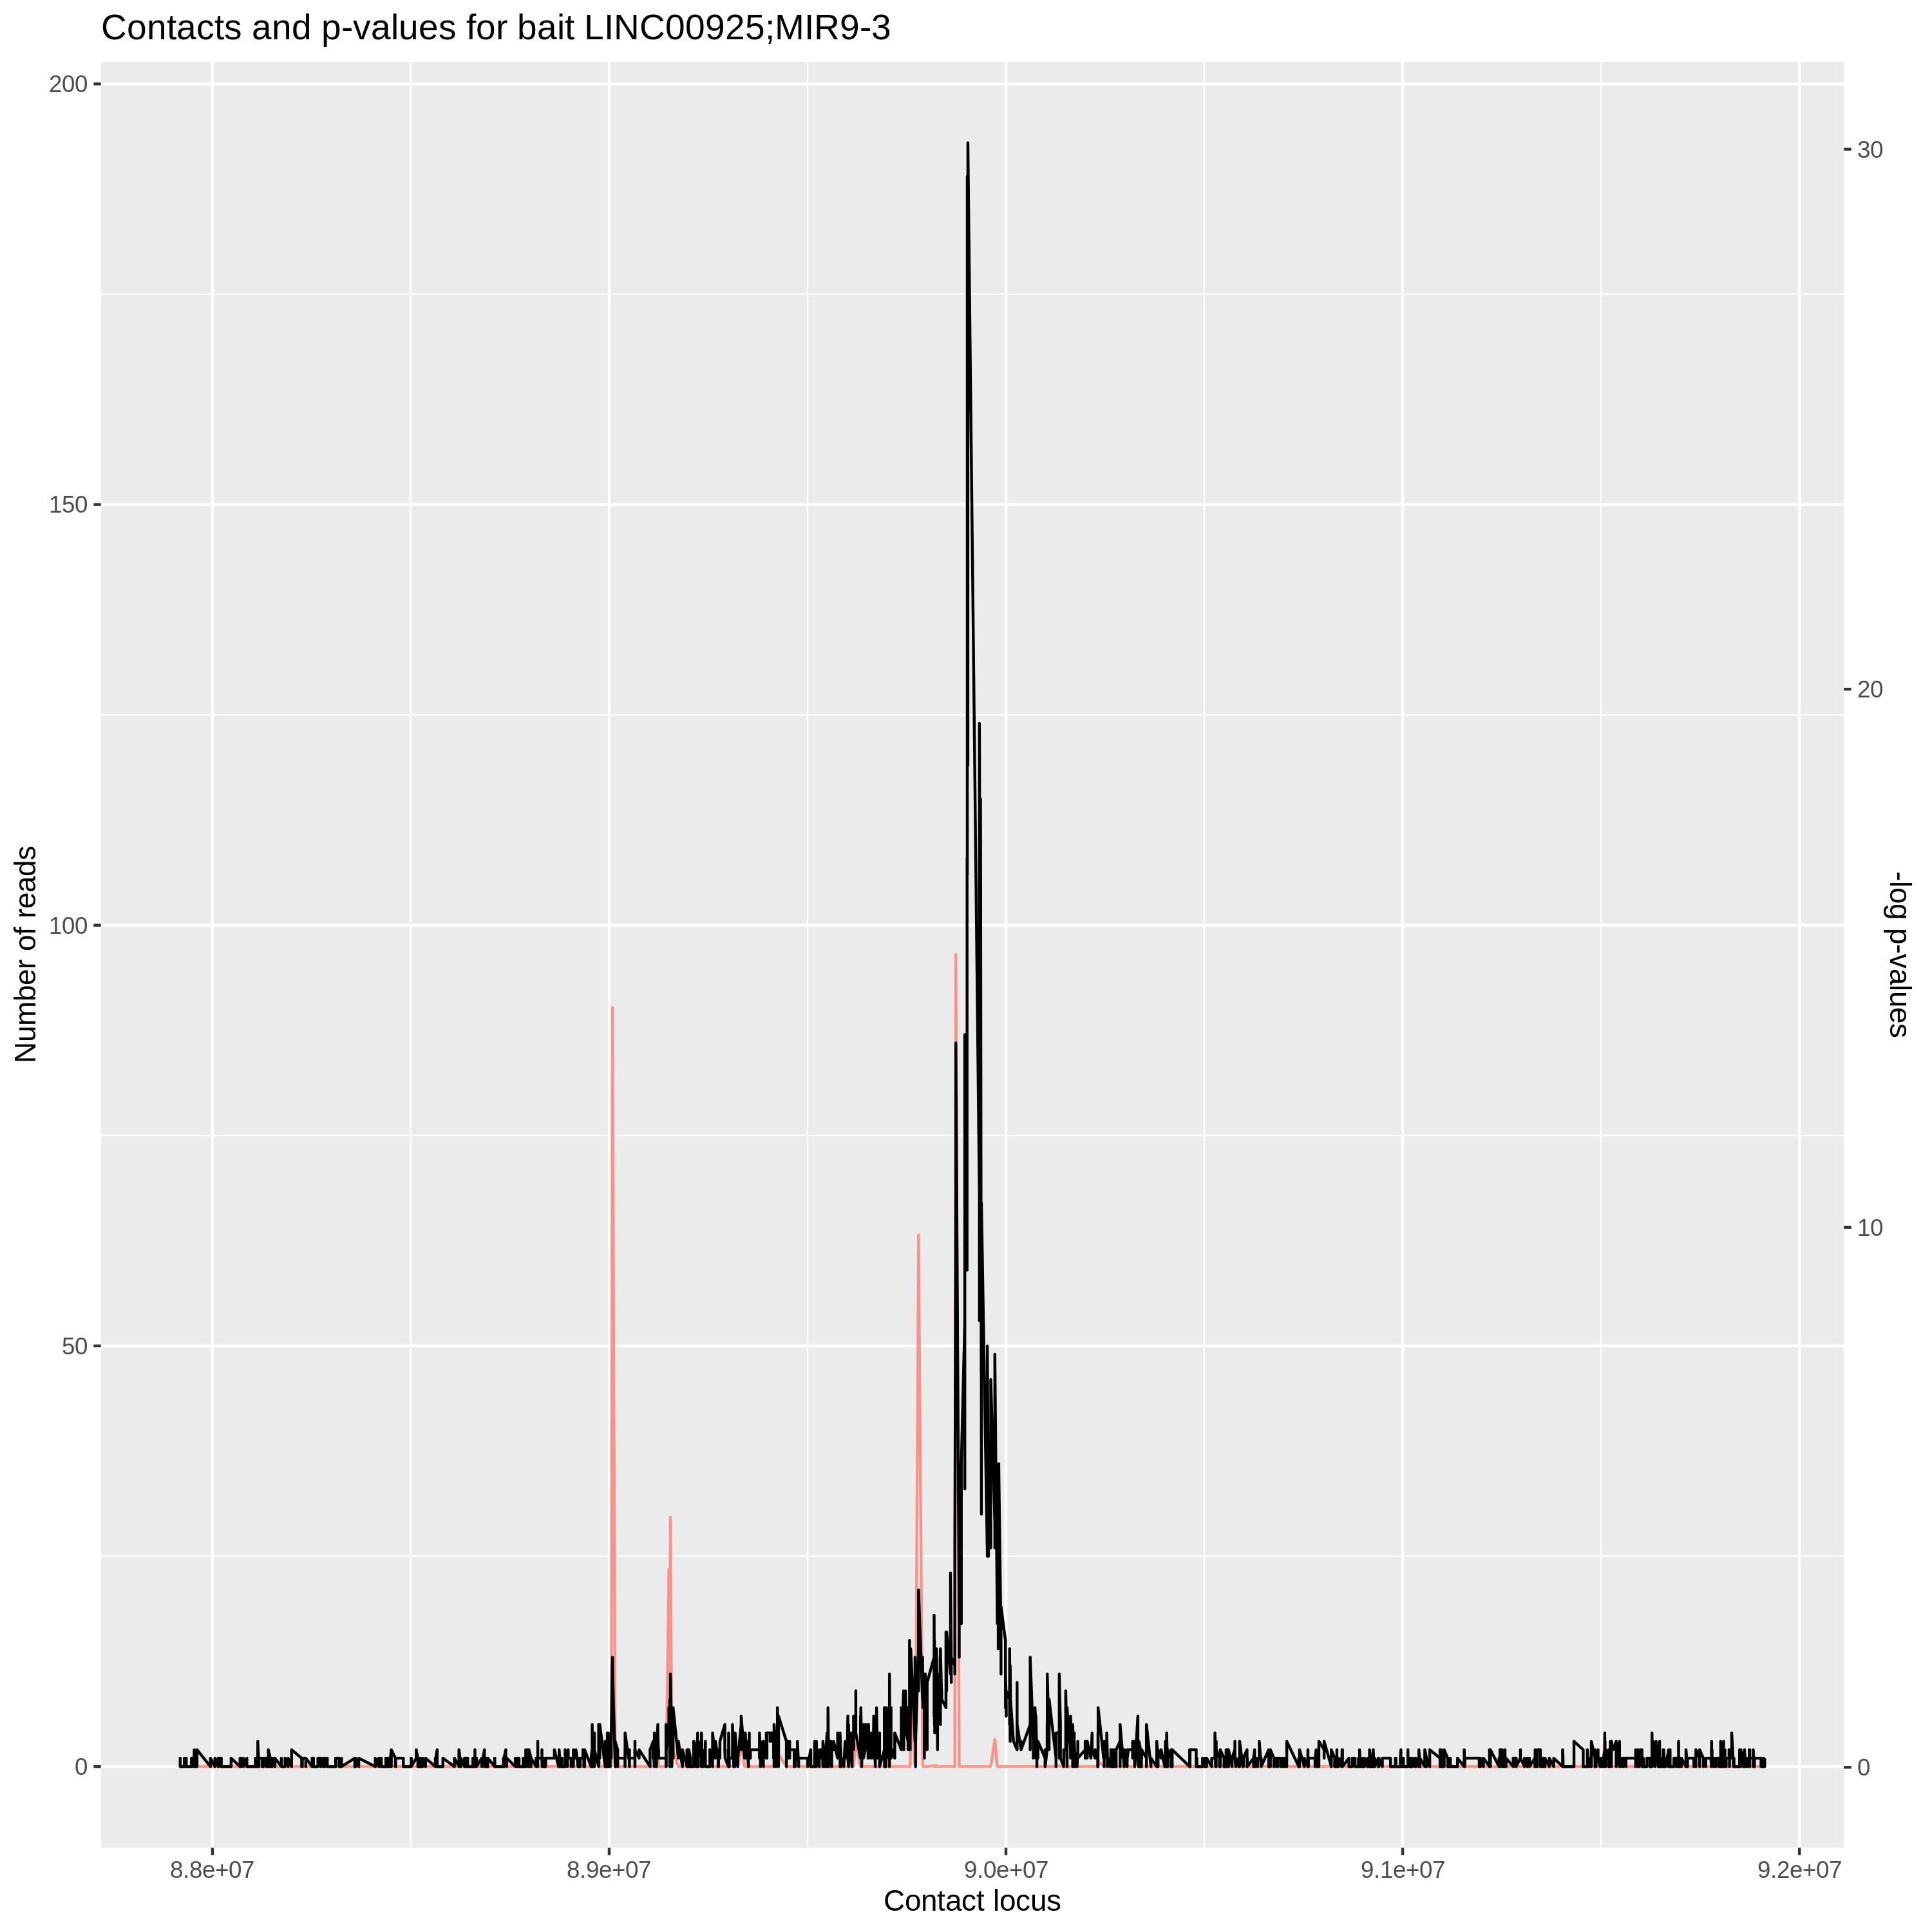 Contacts and p-values for bait LINC00925;MIR9-3
200
150
100
50
0
Number of reads
30
20
10
0
-log p-values
8.8e+07
8.9e+07
9.0e+07
9.1e+07
9.2e+07
Contact locus